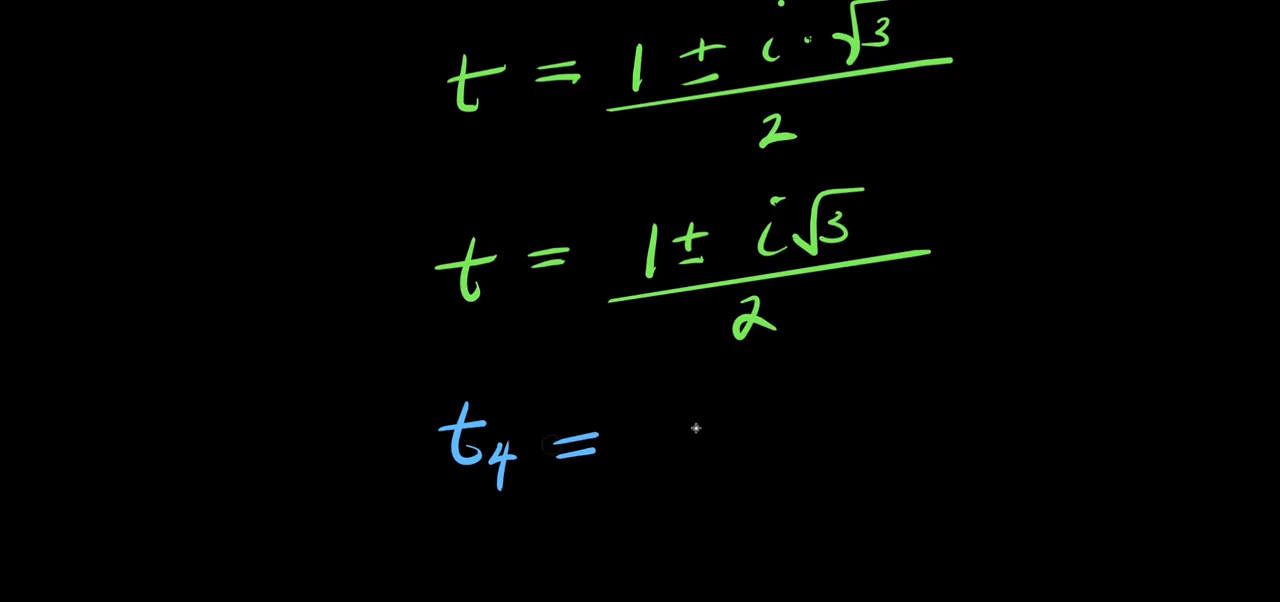 t = 1 ± i · √3 / 2
t = 1 ± i√3 / 2
t₄ =